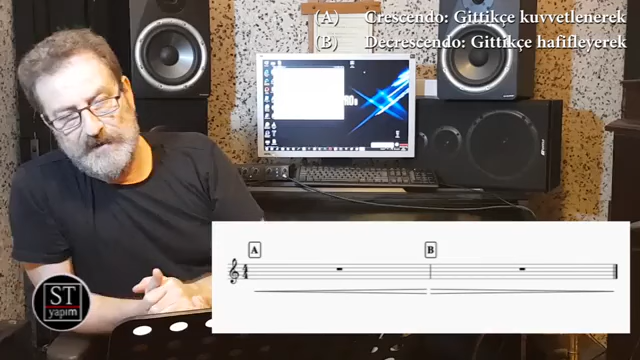 (A) Crescendo: Gittikçe kuvvetlenerek
(B) Decrescendo: Gittikçe hafifleyerek
A
B
ST
yapım